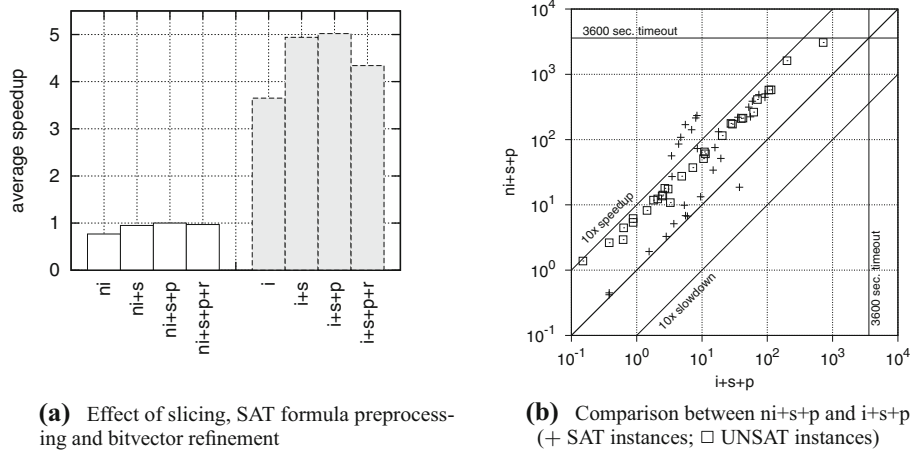 average speedup
6
5
4
3
2
1
0
ni
ni+s
ni+s+p
ni+s+p+r
i
i+s
i+s+p
i+s+p+r
(a) Effect of slicing, SAT formula preprocess-
ing and bitvector refinement
ni+s+p
10^4
10^3
10^2
10^1
10^0
10^-1
3600 sec. timeout
10x speedup
10x slowdown
3600 sec. timeout
10^-1 10^0 10^1 10^2 10^3 10^4
i+s+p
(b) Comparison between ni+s+p and i+s+p
(+ SAT instances; □ UNSAT instances)